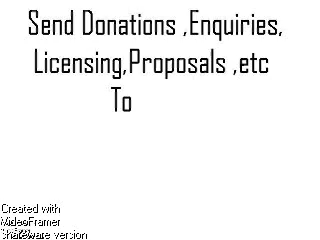 Send Donations ,Enquiries,
Licensing,Proposals ,etc
To
Created with
VideoFramer
shareware version